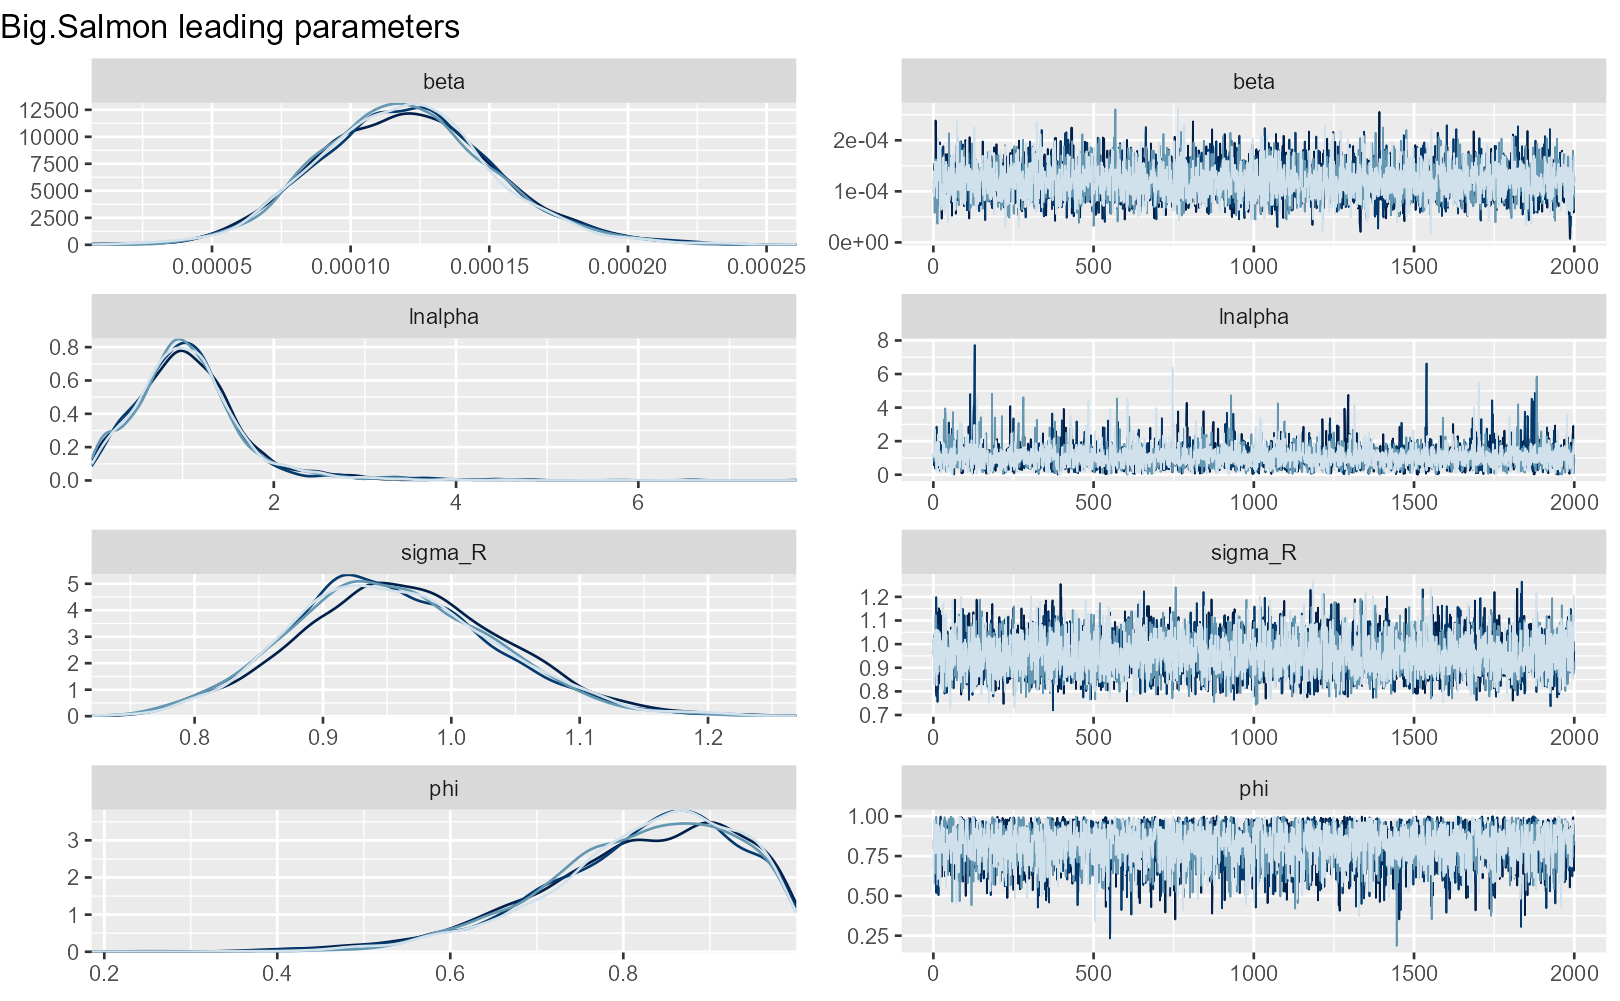 Big.Salmon leading parameters
beta
12500
10000
7500
5000
2500
0
0.00005 0.00010 0.00015 0.00020 0.00025
beta
2e-04
1e-04
0e+00
0 500 1000 1500 2000
lnalpha
0.8
0.6
0.4
0.2
0.0
2 4 6
lnalpha
8
6
4
2
0
0 500 1000 1500 2000
sigma_R
5
4
3
2
1
0
0.8 0.9 1.0 1.1 1.2
sigma_R
1.2
1.1
1.0
0.9
0.8
0.7
0 500 1000 1500 2000
phi
3
2
1
0
0.2 0.4 0.6 0.8
phi
1.00
0.75
0.50
0.25
0 500 1000 1500 2000